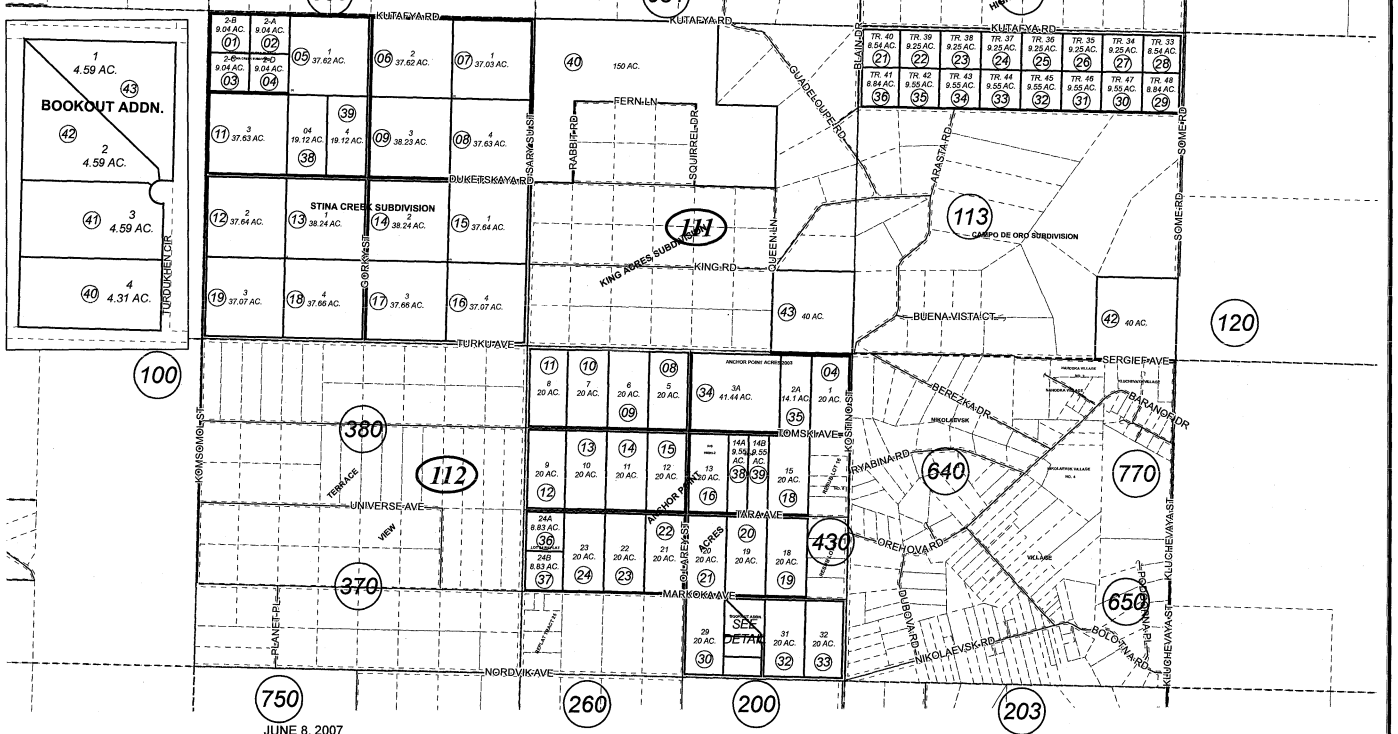 KUTAFYA RD
KUTAFYA RD
KUTAFYA RD
1
4.59 AC.
43
BOOKOUT ADDN.
42
2
4.59 AC.
41
3
4.59 AC.
4
40
4.31 AC.
TURDUKHEN CIR
2-B
9.04 AC.
01
2-A
9.04 AC.
02
9.04 AC.
03
2-D
9.04 AC.
04
05
1
37.62 AC.
06
2
37.62 AC.
07
1
37.03 AC.
40
150 AC.
11
3
37.63 AC.
04
19.12 AC.
38
39
4
19.12 AC.
09
3
38.23 AC.
08
4
37.63 AC.
SARYSU ST
RABBIT RD
FERN LN
SQUIRREL DR
GUADELOUPE RD
BLAIN DR
TR. 40
8.54 AC.
21
TR. 39
9.25 AC.
22
TR. 38
9.25 AC.
23
TR. 37
9.25 AC.
24
TR. 36
9.25 AC.
25
TR. 35
9.25 AC.
26
TR. 34
9.25 AC.
27
TR. 33
8.54 AC.
28
TR. 41
8.84 AC.
36
TR. 42
9.55 AC.
35
TR. 43
9.55 AC.
34
TR. 44
9.55 AC.
33
TR. 45
9.55 AC.
32
TR. 46
9.55 AC.
31
TR. 47
9.55 AC.
30
TR. 48
8.84 AC.
29
SOME RD
SOME RD
ARASTA RD
DUKETSKAYA RD
STINA CREEK SUBDIVISION
12
2
37.64 AC.
13
1
38.24 AC.
14
2
38.24 AC.
15
1
37.64 AC.
GORKY ST
111
KING ACRES SUBDIVISION
KING RD
QUEEN LN
113
CAMPO DE ORO SUBDIVISION
19
3
37.07 AC.
18
4
37.66 AC.
17
3
37.66 AC.
16
4
37.07 AC.
43
40 AC.
BUENA VISTA CT
42
40 AC.
120
TURKU AVE
SERGIEF AVE
100
KOMSOMOL ST
380
112
TERRACE
UNIVERSE AVE
VIEW
370
PLANET PL
11
8
20 AC.
10
7
20 AC.
6
20 AC.
09
08
5
20 AC.
ANCHOR POINT ACRES 2003
34
3A
41.44 AC.
2A
14.1 AC.
35
04
1
20 AC.
KOSTINO ST
TOMSKI AVE
9
20 AC.
12
13
10
20 AC.
14
11
20 AC.
15
12
20 AC.
13
20 AC.
16
14A
9.55
AC.
38
14B
9.55
AC.
39
15
20 AC.
18
ANCHOR POINT
ACRES
TARA AVE
24A
8.83 AC.
36
24B
8.83 AC.
37
23
20 AC.
24
22
20 AC.
23
22
21
20 AC.
20
20 AC.
21
20
19
20 AC.
18
20 AC.
19
430
MARKOKA AVE
29
20 AC.
30
SEE
DETAIL
31
20 AC.
32
32
20 AC.
33
NORDVIK AVE
BEREZKA DR
NIKOLAEVSK
RYABINA RD
640
BARANOF DR
770
OREHOVA RD
VILLAGE
DUBOVA RD
650
BOLOTNA RD
NIKOLAEVSK RD
KLUCHEVAYA ST
KLUCHEVAYA ST
750
260
200
203
JUNE 8, 2007